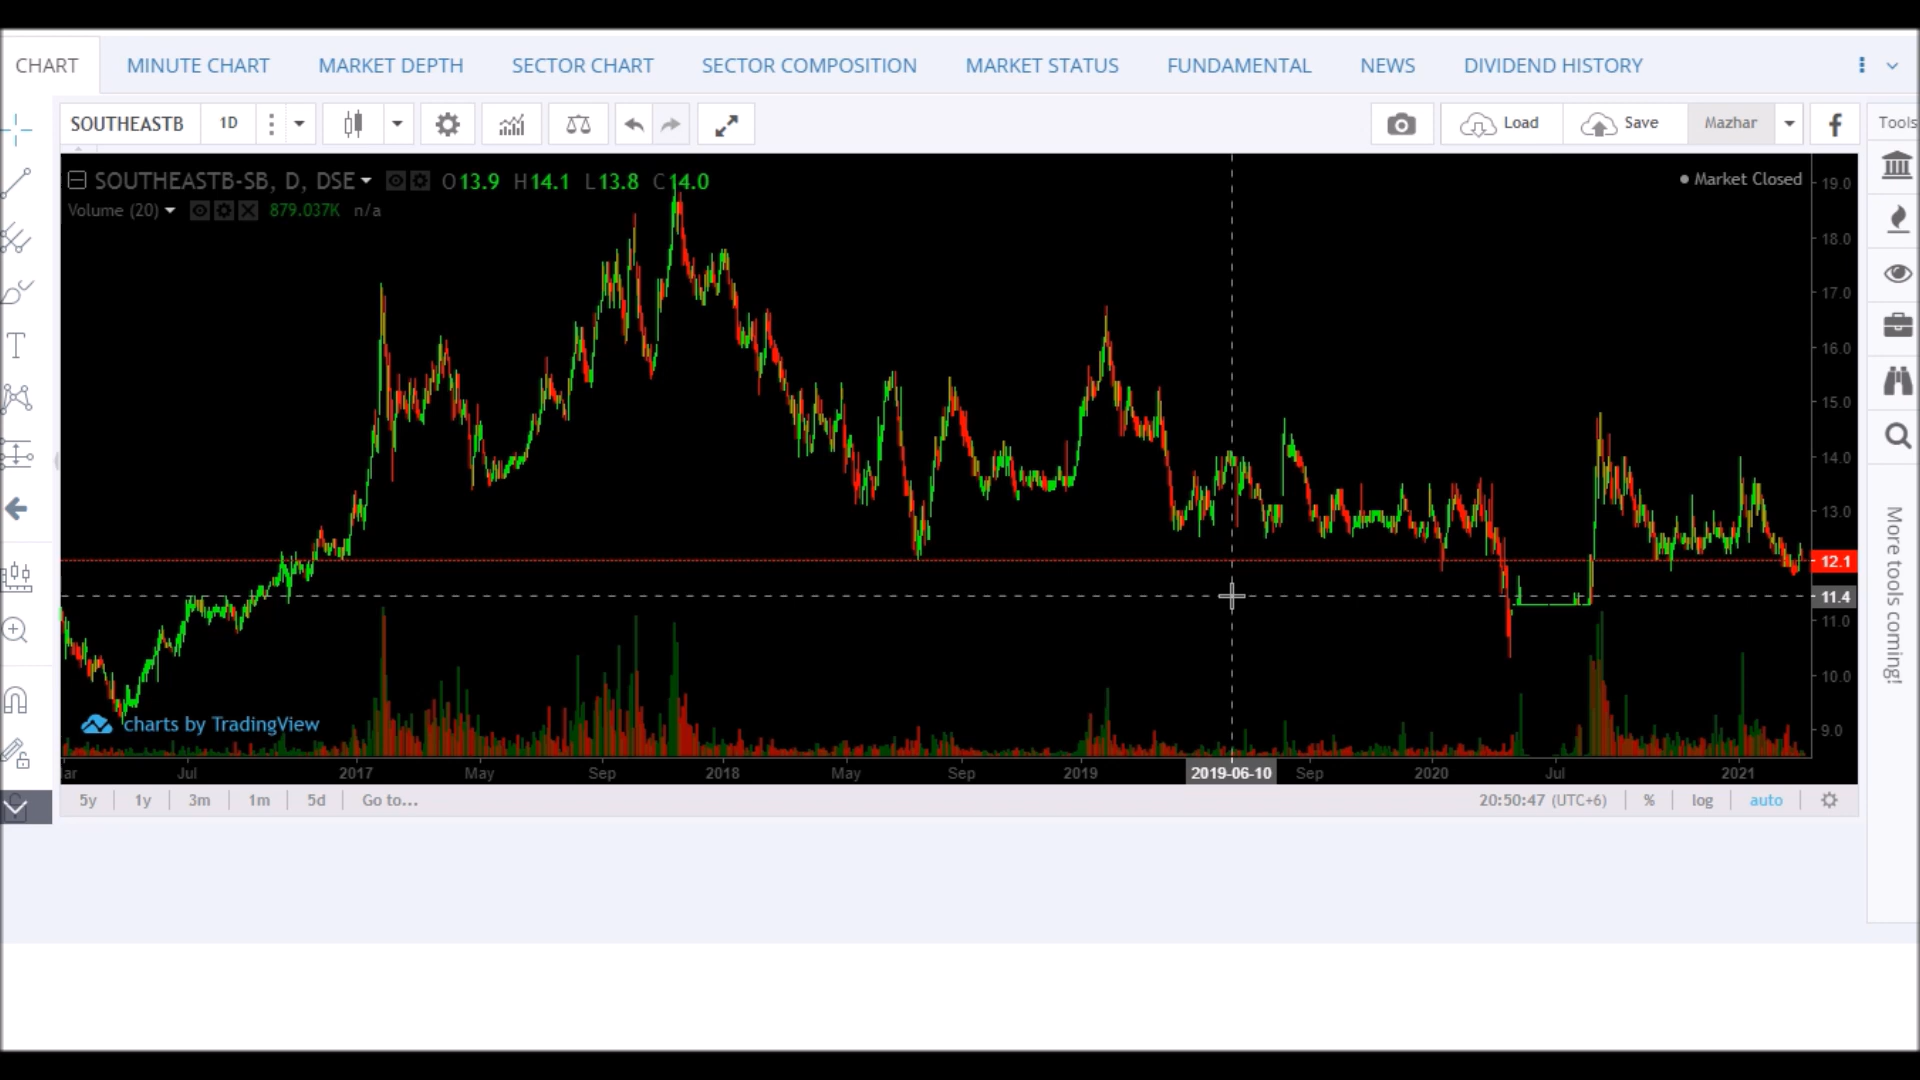 CHART MINUTE CHART MARKET DEPTH SECTOR CHART SECTOR COMPOSITION MARKET STATUS FUNDAMENTAL NEWS DIVIDEND HISTORY
SOUTHEASTB 1D Load Save Mazhar Tools
SOUTHEASTB-SB, D, DSE O13.9 H14.1 L13.8 C14.0 Market Closed
Volume (20) 879.037K n/a
19.0
18.0
17.0
16.0
15.0
14.0
13.0
12.1
11.4
11.0
10.0
9.0
More tools coming!
charts by TradingView
Jul 2017 May Sep 2018 May Sep 2019 2019-06-10 Sep 2020 Jul 2021
5y 1y 3m 1m 5d Go to... 20:50:47 (UTC+6) % log auto